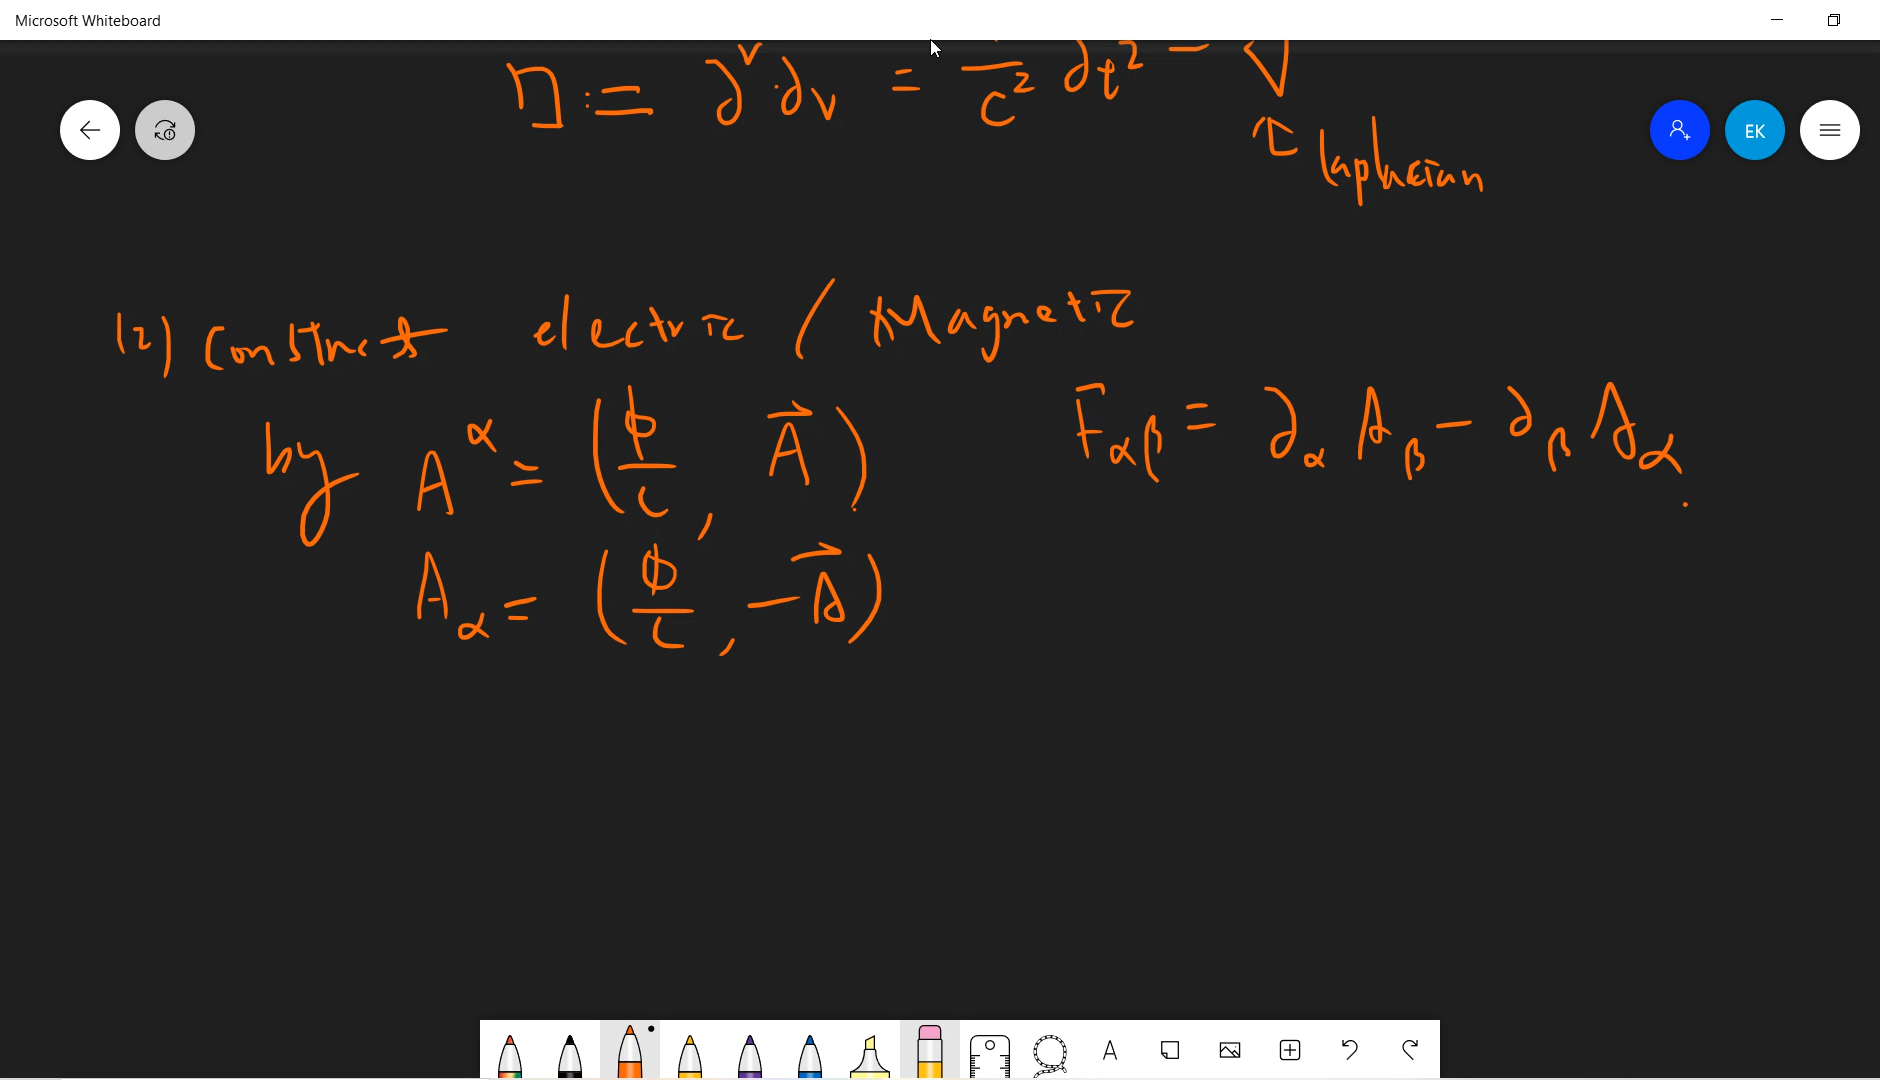 Microsoft Whiteboard
□ := ∂^ν ∂_ν = 1/c² ∂t² − ∇
↑ Laplacian
EK
(2) Construct electric / Magnetic
by A^α = (Φ/c, A⃗) F_αβ = ∂_α A_β − ∂_β A_α.
A_α = (Φ/c, −A⃗)
A